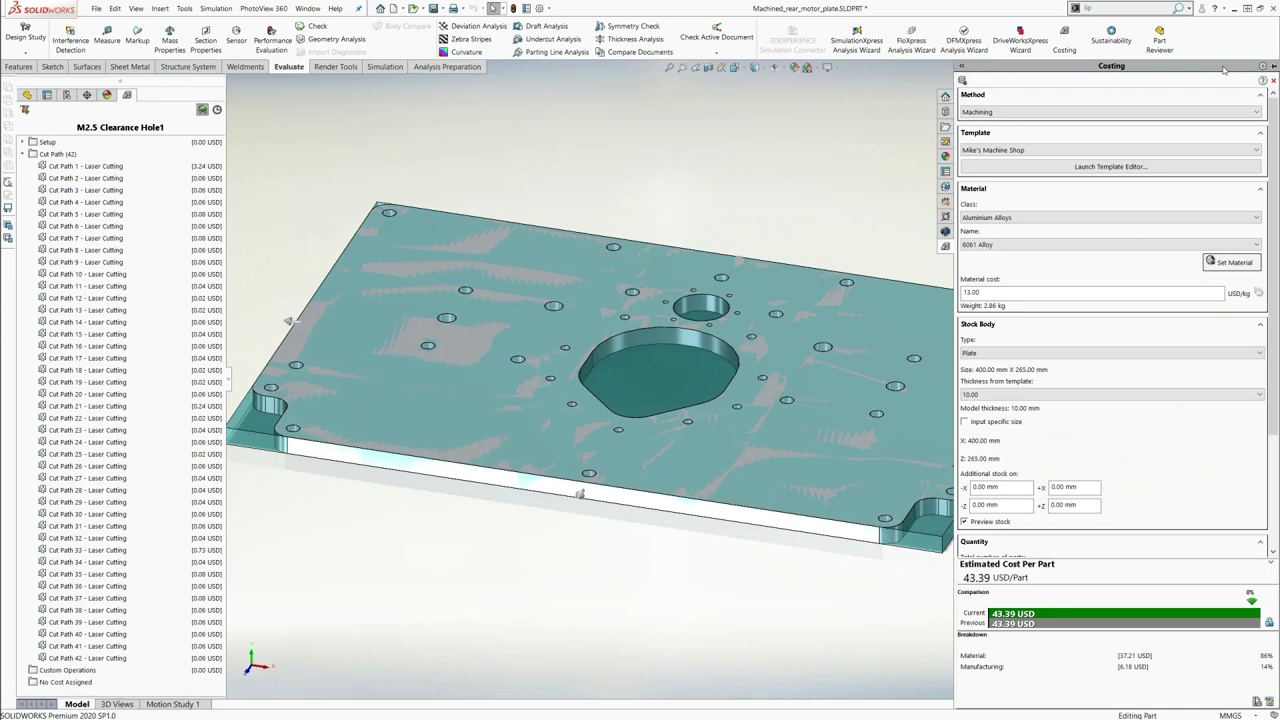 SOLIDWORKS File Edit View Insert Tools Simulation PhotoView 360 Window Help Machined_rear_motor_plate.SLDPRT * lip
Design Study Interference Detection Measure Markup Mass Properties Section Properties Sensor Performance Evaluation
Check Body Compare
Geometry Analysis
Import Diagnostics
Deviation Analysis Draft Analysis Symmetry Check
Zebra Stripes Undercut Analysis Thickness Analysis
Curvature Parting Line Analysis Compare Documents
Check Active Document 3DEXPERIENCE Simulation Connector SimulationXpress Analysis Wizard FloXpress Analysis Wizard DFMXpress Analysis Wizard DriveWorksXpress Wizard Costing Sustainability Part Reviewer
Features Sketch Surfaces Sheet Metal Structure System Weldments Evaluate Render Tools Simulation Analysis Preparation
M2.5 Clearance Hole1
Setup [0.00 USD]
Cut Path (42)
Cut Path 1 - Laser Cutting [3.24 USD]
Cut Path 2 - Laser Cutting [0.06 USD]
Cut Path 3 - Laser Cutting [0.06 USD]
Cut Path 4 - Laser Cutting [0.06 USD]
Cut Path 5 - Laser Cutting [0.08 USD]
Cut Path 6 - Laser Cutting [0.06 USD]
Cut Path 7 - Laser Cutting [0.08 USD]
Cut Path 8 - Laser Cutting [0.06 USD]
Cut Path 9 - Laser Cutting [0.06 USD]
Cut Path 10 - Laser Cutting [0.06 USD]
Cut Path 11 - Laser Cutting [0.04 USD]
Cut Path 12 - Laser Cutting [0.02 USD]
Cut Path 13 - Laser Cutting [0.02 USD]
Cut Path 14 - Laser Cutting [0.06 USD]
Cut Path 15 - Laser Cutting [0.04 USD]
Cut Path 16 - Laser Cutting [0.06 USD]
Cut Path 17 - Laser Cutting [0.04 USD]
Cut Path 18 - Laser Cutting [0.02 USD]
Cut Path 19 - Laser Cutting [0.02 USD]
Cut Path 20 - Laser Cutting [0.06 USD]
Cut Path 21 - Laser Cutting [0.24 USD]
Cut Path 22 - Laser Cutting [0.02 USD]
Cut Path 23 - Laser Cutting [0.04 USD]
Cut Path 24 - Laser Cutting [0.06 USD]
Cut Path 25 - Laser Cutting [0.02 USD]
Cut Path 26 - Laser Cutting [0.06 USD]
Cut Path 27 - Laser Cutting [0.04 USD]
Cut Path 28 - Laser Cutting [0.04 USD]
Cut Path 29 - Laser Cutting [0.04 USD]
Cut Path 30 - Laser Cutting [0.06 USD]
Cut Path 31 - Laser Cutting [0.06 USD]
Cut Path 32 - Laser Cutting [0.04 USD]
Cut Path 33 - Laser Cutting [0.73 USD]
Cut Path 34 - Laser Cutting [0.04 USD]
Cut Path 35 - Laser Cutting [0.08 USD]
Cut Path 36 - Laser Cutting [0.06 USD]
Cut Path 37 - Laser Cutting [0.08 USD]
Cut Path 38 - Laser Cutting [0.06 USD]
Cut Path 39 - Laser Cutting [0.06 USD]
Cut Path 40 - Laser Cutting [0.06 USD]
Cut Path 41 - Laser Cutting [0.06 USD]
Cut Path 42 - Laser Cutting [0.06 USD]
Custom Operations [0.00 USD]
No Cost Assigned [0.00 USD]
Costing
Method
Machining
Template
Mike's Machine Shop
Launch Template Editor...
Material
Class:
Aluminium Alloys
Name:
6061 Alloy
Set Material
Material cost:
13.00 USD/kg
Weight: 2.86 kg
Stock Body
Type:
Plate
Size: 400.00 mm X 265.00 mm
Thickness from template:
10.00
Model thickness: 10.00 mm
Input specific size
X: 400.00 mm
Z: 265.00 mm
Additional stock on:
-X 0.00 mm +X 0.00 mm
-Z 0.00 mm +Z 0.00 mm
Preview stock
Quantity
Estimated Cost Per Part
43.39 USD/Part
Comparison 0%
Current 43.39 USD
Previous 43.39 USD
Breakdown
Material: [37.21 USD] 86%
Manufacturing: [6.18 USD] 14%
Model 3D Views Motion Study 1
SOLIDWORKS Premium 2020 SP1.0 Editing Part MMGS